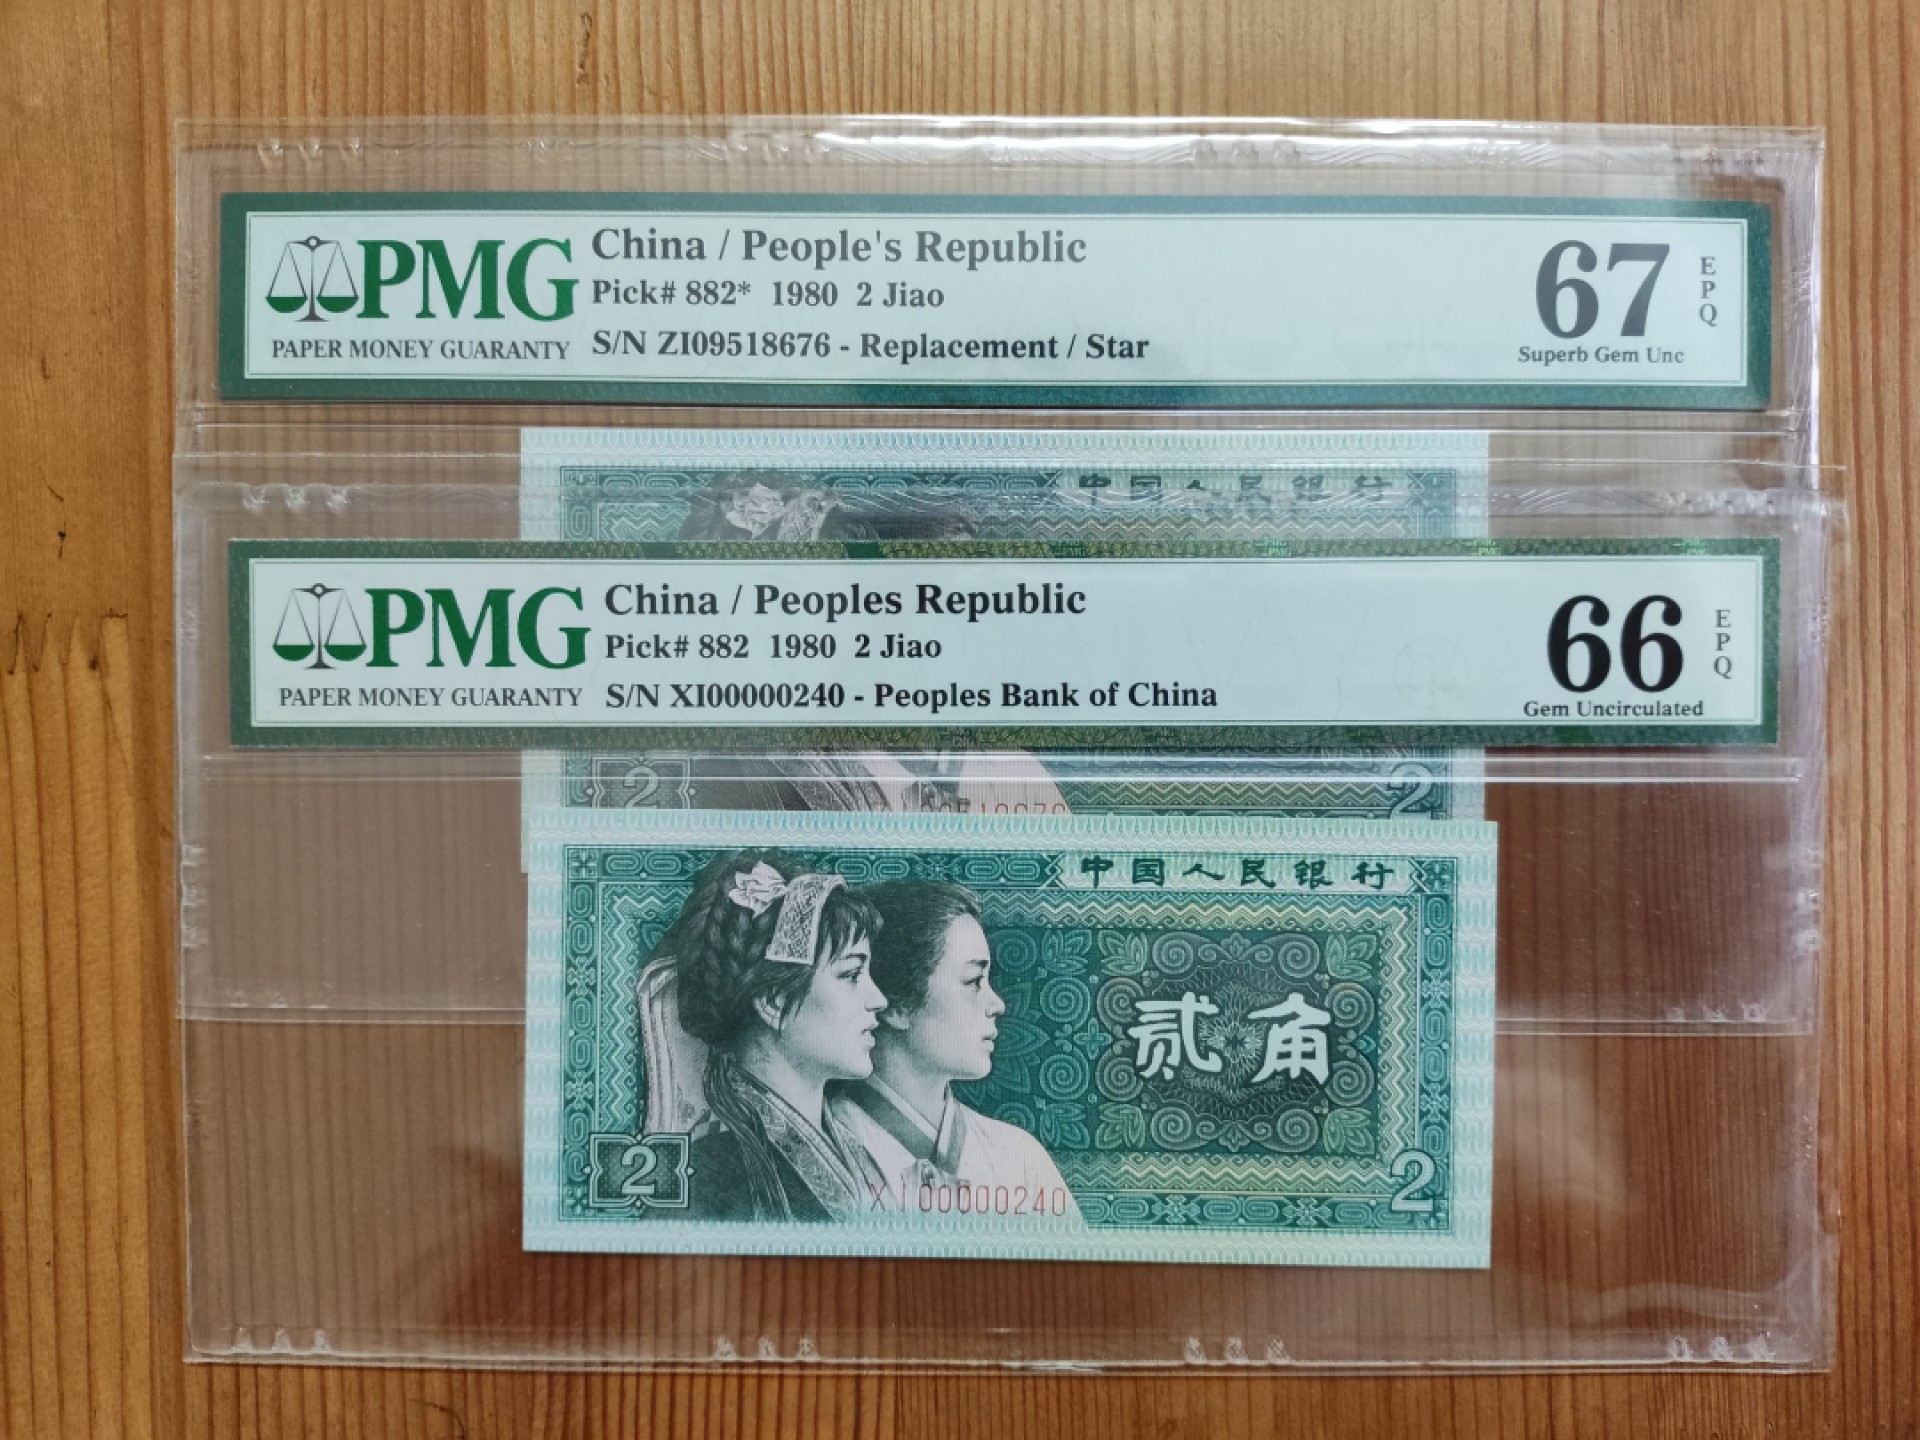 PMG
PAPER MONEY GUARANTY
China / People's Republic
Pick# 882* 1980 2 Jiao
S/N ZI09518676 - Replacement / Star
67
EPQ
Superb Gem Unc
中国人民银行
PMG
PAPER MONEY GUARANTY
China / Peoples Republic
Pick# 882 1980 2 Jiao
S/N XI00000240 - Peoples Bank of China
66
EPQ
Gem Uncirculated
2
2
中国人民银行
贰角
2
XI00000240
2